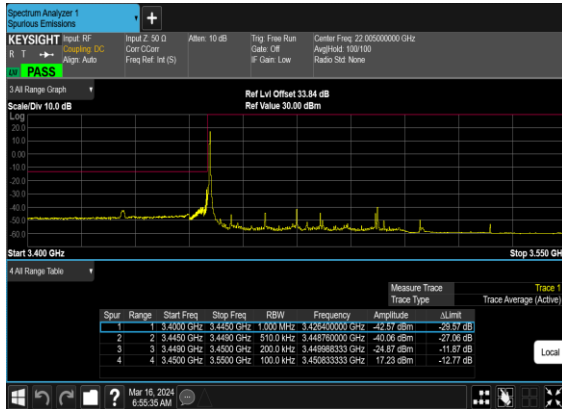 Spectrum Analyzer 1
Spurious Emissions
+
KEYSIGHT Input: RF Input Z: 50 Ω Atten: 10 dB Trig: Free Run Center Freq: 22.005000000 GHz
R T Coupling: DC Corr CCorr Gate: Off Avg|Hold: 100/100
Align: Auto Freq Ref: Int (S) IF Gain: Low Radio Std: None
PASS
3 All Range Graph
Ref Lvl Offset 33.84 dB
Scale/Div 10.0 dB Ref Value 30.00 dBm
Log
20.0
10.0
0.00
-10.0
-20.0
-30.0
-40.0
-50.0
-60.0
Start 3.400 GHz Stop 3.550 GH
4 All Range Table
Measure Trace Trace 1
Trace Type Trace Average (Active)
Spur Range Start Freq Stop Freq RBW Frequency Amplitude ΔLimit
1 1 3.4000 GHz 3.4450 GHz 1.000 MHz 3.426400000 GHz -42.57 dBm -29.57 dB
2 2 3.4450 GHz 3.4490 GHz 510.0 kHz 3.448760000 GHz -40.06 dBm -27.06 dB
3 3 3.4490 GHz 3.4500 GHz 200.0 kHz 3.449988333 GHz -24.87 dBm -11.87 dB
4 4 3.4500 GHz 3.5500 GHz 100.0 kHz 3.450833333 GHz 17.23 dBm -12.77 dB
Local
? Mar 16, 2024
6:55:35 AM